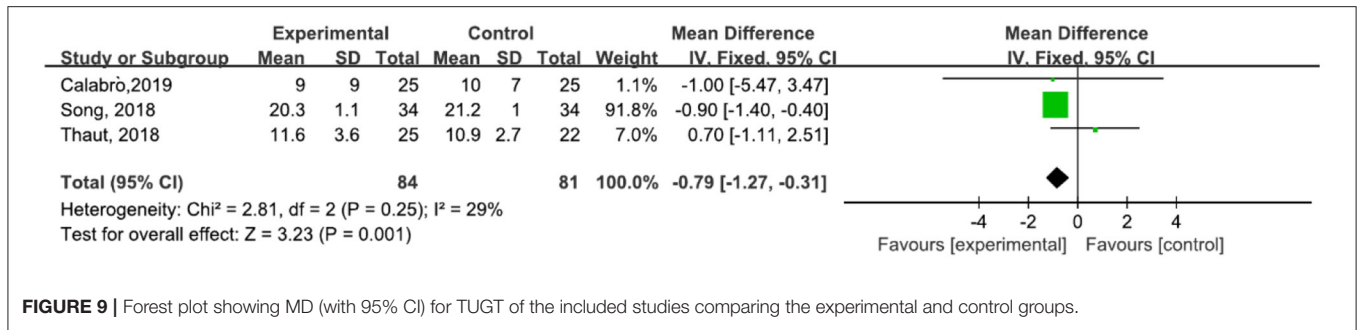 Experimental Control Mean Difference Mean Difference
Study or Subgroup Mean SD Total Mean SD Total Weight IV, Fixed, 95% CI IV, Fixed, 95% CI
Calabrò,2019 9 9 25 10 7 25 1.1% -1.00 [-5.47, 3.47]
Song, 2018 20.3 1.1 34 21.2 1 34 91.8% -0.90 [-1.40, -0.40]
Thaut, 2018 11.6 3.6 25 10.9 2.7 22 7.0% 0.70 [-1.11, 2.51]
Total (95% CI) 84 81 100.0% -0.79 [-1.27, -0.31]
Heterogeneity: Chi² = 2.81, df = 2 (P = 0.25); I² = 29%
Test for overall effect: Z = 3.23 (P = 0.001)
-4 -2 0 2 4
Favours [experimental] Favours [control]
FIGURE 9 | Forest plot showing MD (with 95% CI) for TUGT of the included studies comparing the experimental and control groups.